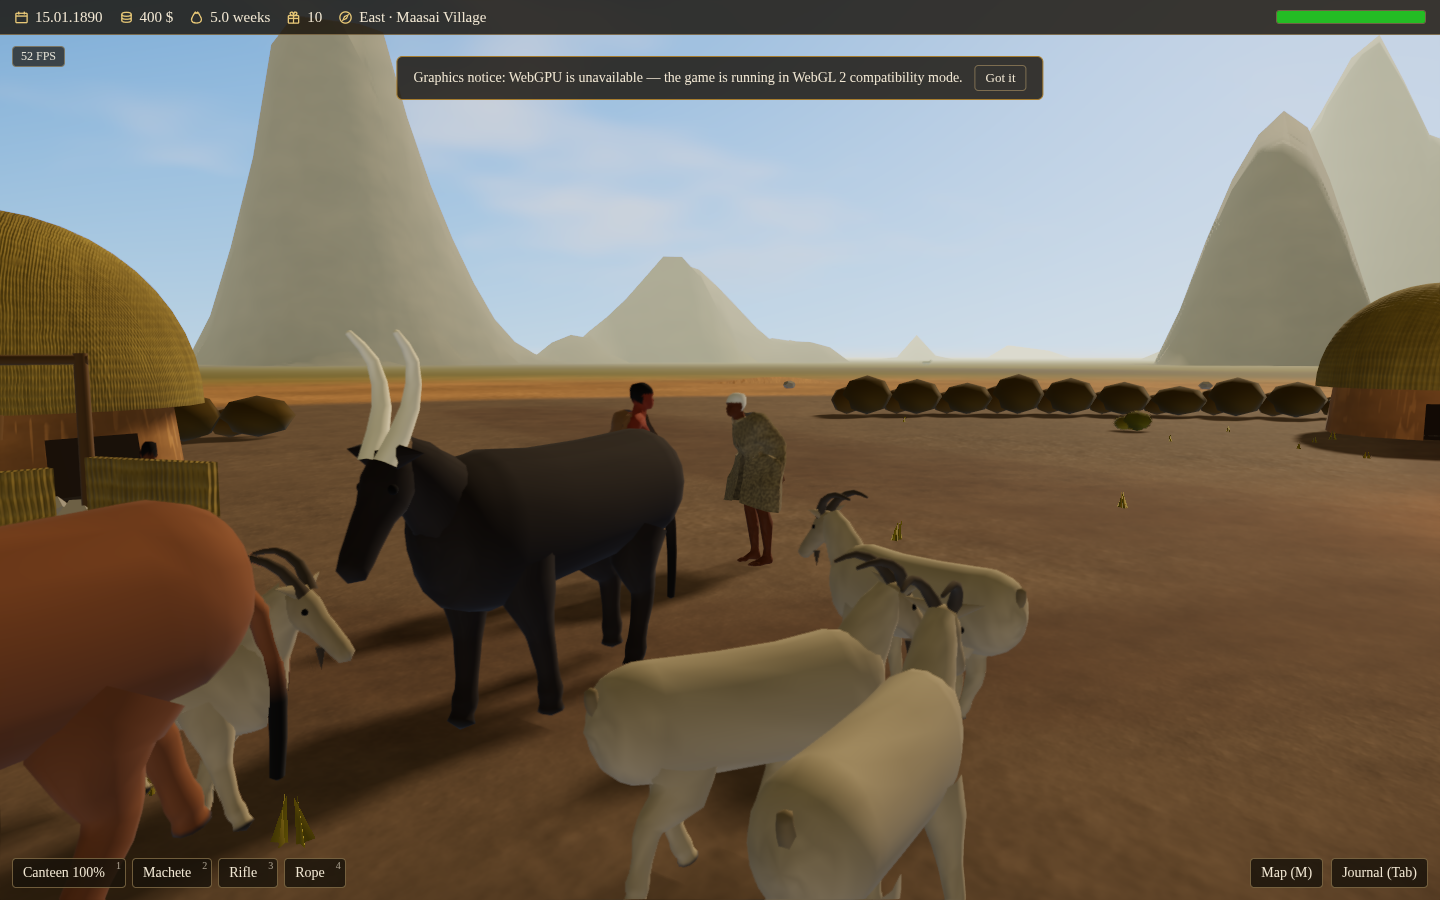 15.01.1890 400 $ 5.0 weeks 10 East · Maasai Village
52 FPS
Graphics notice: WebGPU is unavailable — the game is running in WebGL 2 compatibility mode. Got it
Canteen 100% 1 Machete 2 Rifle 3 Rope 4 Map (M) Journal (Tab)